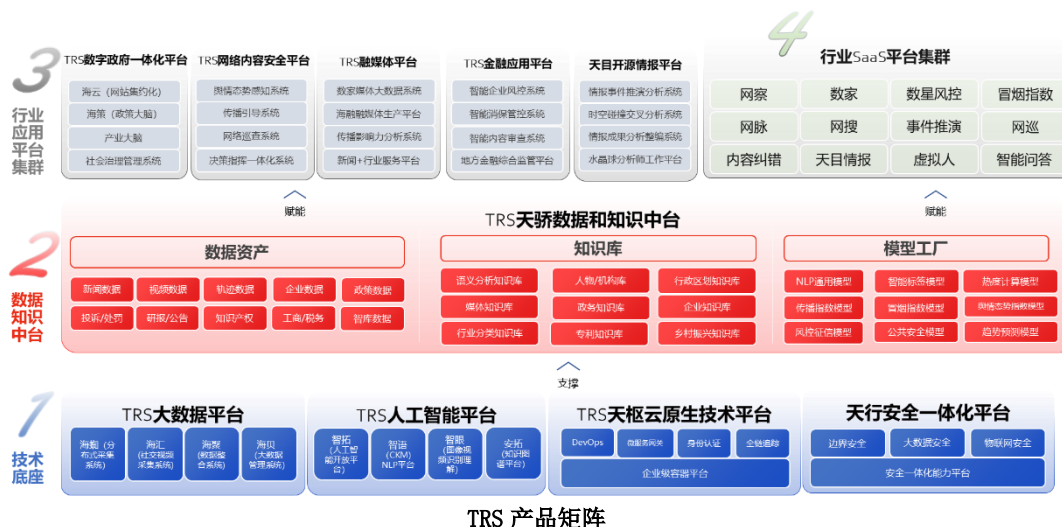 3
行业
应用
平台
集群
TRS数字政府一体化平台
海云（网站集约化）
海策（政策大脑）
产业大脑
社会治理管理系统
TRS网络内容安全平台
舆情态势感知系统
传播引导系统
网络巡查系统
决策指挥一体化系统
TRS融媒体平台
数家媒体大数据系统
海融融媒体生产平台
传播影响力分析系统
新闻+行业服务平台
TRS金融应用平台
智能企业风控系统
智能消保管控系统
智能内容审查系统
地方金融综合监管平台
天目开源情报平台
情报事件推演分析系统
时空碰撞交叉分析系统
情报成果分析整编系统
水晶球分析师工作平台
4
行业SaaS平台集群
网察
数家
数星风控
冒烟指数
网脉
网搜
事件推演
网巡
内容纠错
天目情报
虚拟人
智能问答
赋能
赋能
2
数据
知识
中台
TRS天骄数据和知识中台
数据资产
新闻数据
视频数据
轨迹数据
企业数据
政策数据
投诉/处罚
研报/公告
知识产权
工商/税务
智库数据
知识库
语义分析知识库
人物/机构库
行政区划知识库
媒体知识库
政务知识库
企业知识库
行业分类知识库
专利知识库
乡村振兴知识库
模型工厂
NLP通用模型
智能标签模型
热度计算模型
传播指数模型
冒烟指数模型
舆情态势指数模型
风控征信模型
公共安全模型
趋势预测模型
支撑
1
技术
底座
TRS大数据平台
（分
布式采集
系统）
海汇
（社交视频
采集系统）
海聚
（数据整
合系统）
海贝
（大数据
管理系统）
TRS人工智能平台
智拓
（人工智
能开放平
台）
智语
（CKM）
NLP平台
智眼
（图像视
频识别理
解）
安拓
（知识图
谱平台）
TRS天枢云原生技术平台
DevOps
微服务网关
身份认证
全链追踪
企业级容器平台
天行安全一体化平台
边界安全
大数据安全
物联网安全
安全一体化能力平台
TRS 产品矩阵